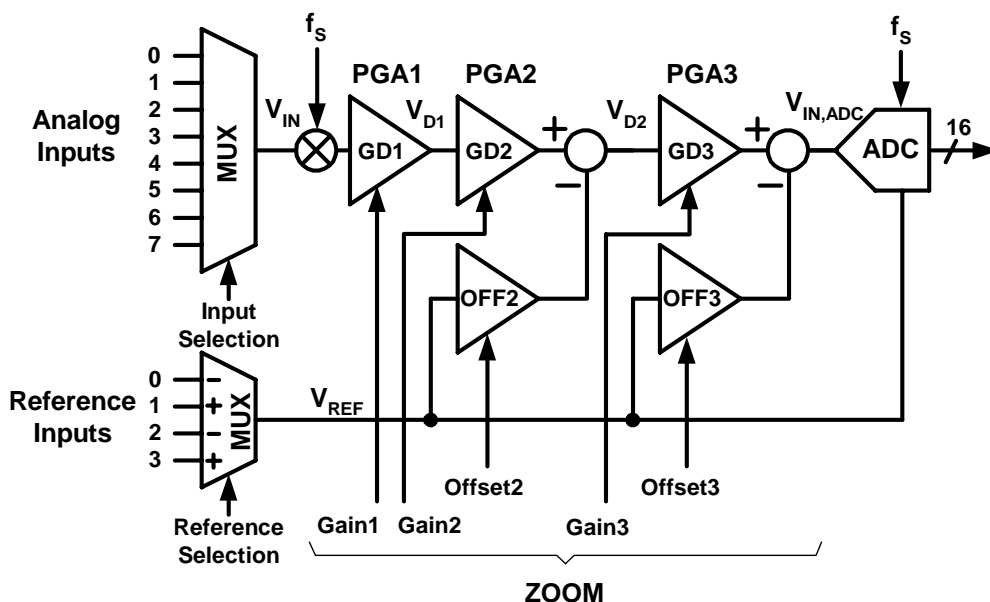 f_S
f_S
PGA1 PGA2 PGA3
0
1
2
3
4
5
6
7
Analog
Inputs
MUX
V_IN
GD1
V_D1
GD2
+
−
V_D2
GD3
+
−
V_IN,ADC
ADC
16
OFF2
OFF3
Input
Selection
Reference
Inputs
0 −
1 +
2 −
3 +
MUX
V_REF
Reference
Selection
Gain1
Gain2
Offset2
Gain3
Offset3
ZOOM